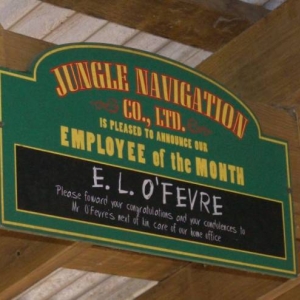 JUNGLE NAVIGATION
CO., LTD.
IS PLEASED TO ANNOUNCE OUR
EMPLOYEE of the MONTH
E. L. O'FEVRE
Please foward your congratulations and your condolences to
Mr O'Fevre's next of kin, care of our home office